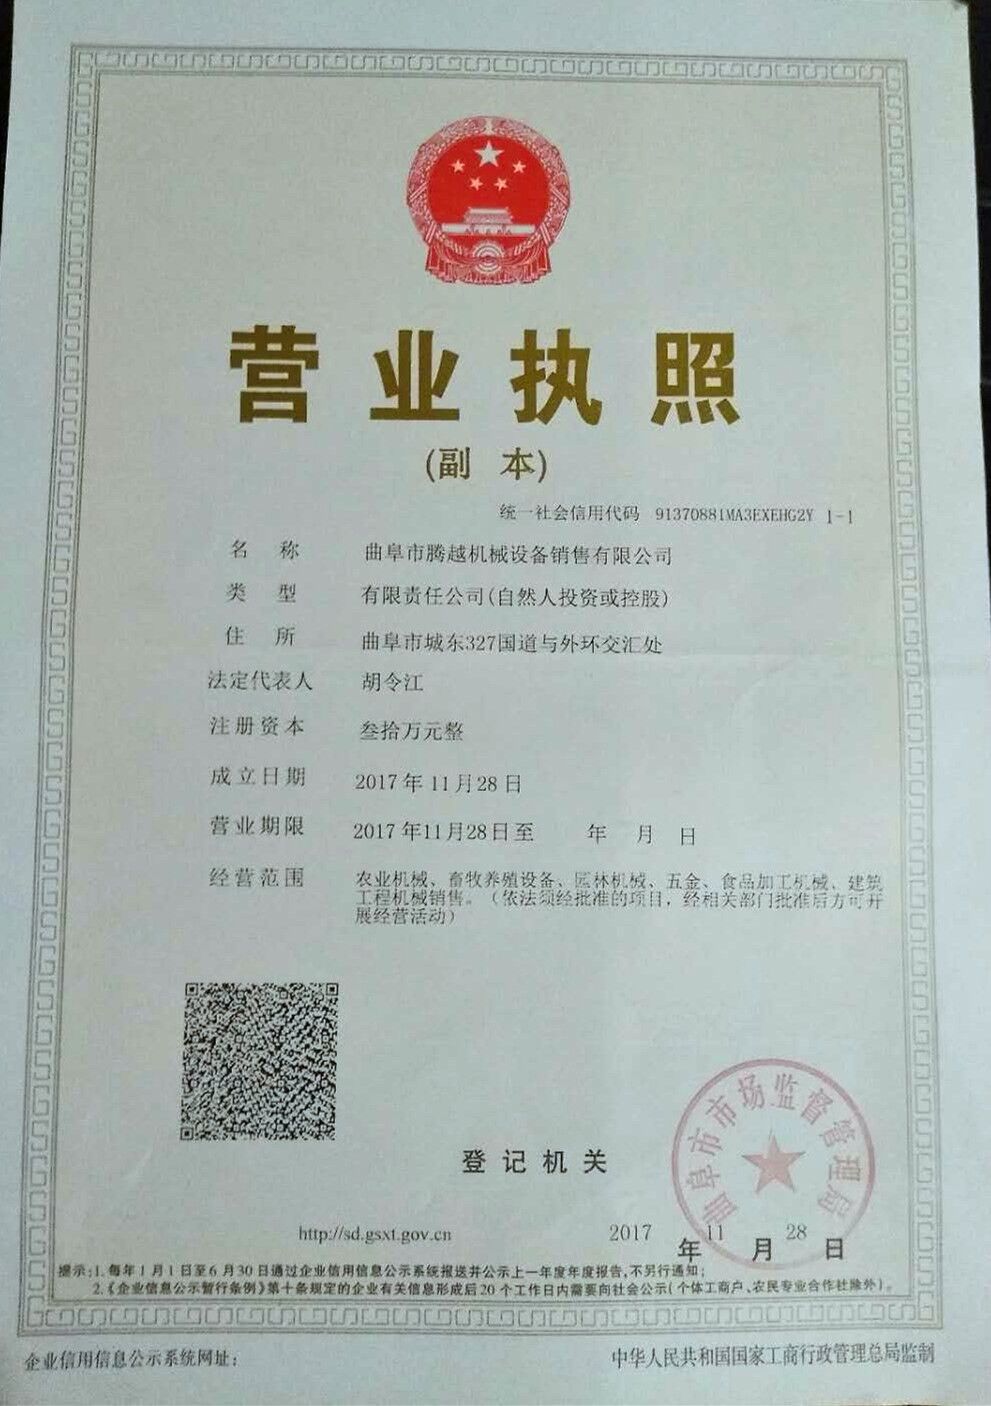 营业执照
(副 本)
统一社会信用代码 91370881MA3EXEHG2Y 1-1
名称 曲阜市腾越机械设备销售有限公司
类型 有限责任公司(自然人投资或控股)
住所 曲阜市城东327国道与外环交汇处
法定代表人 胡令江
注册资本 叁拾万元整
成立日期 2017年11月28日
营业期限 2017年11月28日至 年 月 日
经营范围 农业机械、畜牧养殖设备、园林机械、五金、食品加工机械、建筑
工程机械销售。（依法须经批准的项目，经相关部门批准后方可开
展经营活动）
曲阜市市场监督管理局
登记机关
http://sd.gsxt.gov.cn
2017年11月28日
提示:1.每年1月1日至6月30日通过企业信用信息公示系统报送并公示上一年度年度报告,不另行通知;
2.《企业信息公示暂行条例》第十条规定的企业有关信息形成后20个工作日内需要向社会公示(个体工商户、农民专业合作社除外)。
企业信用信息公示系统网址:
中华人民共和国国家工商行政管理总局监制